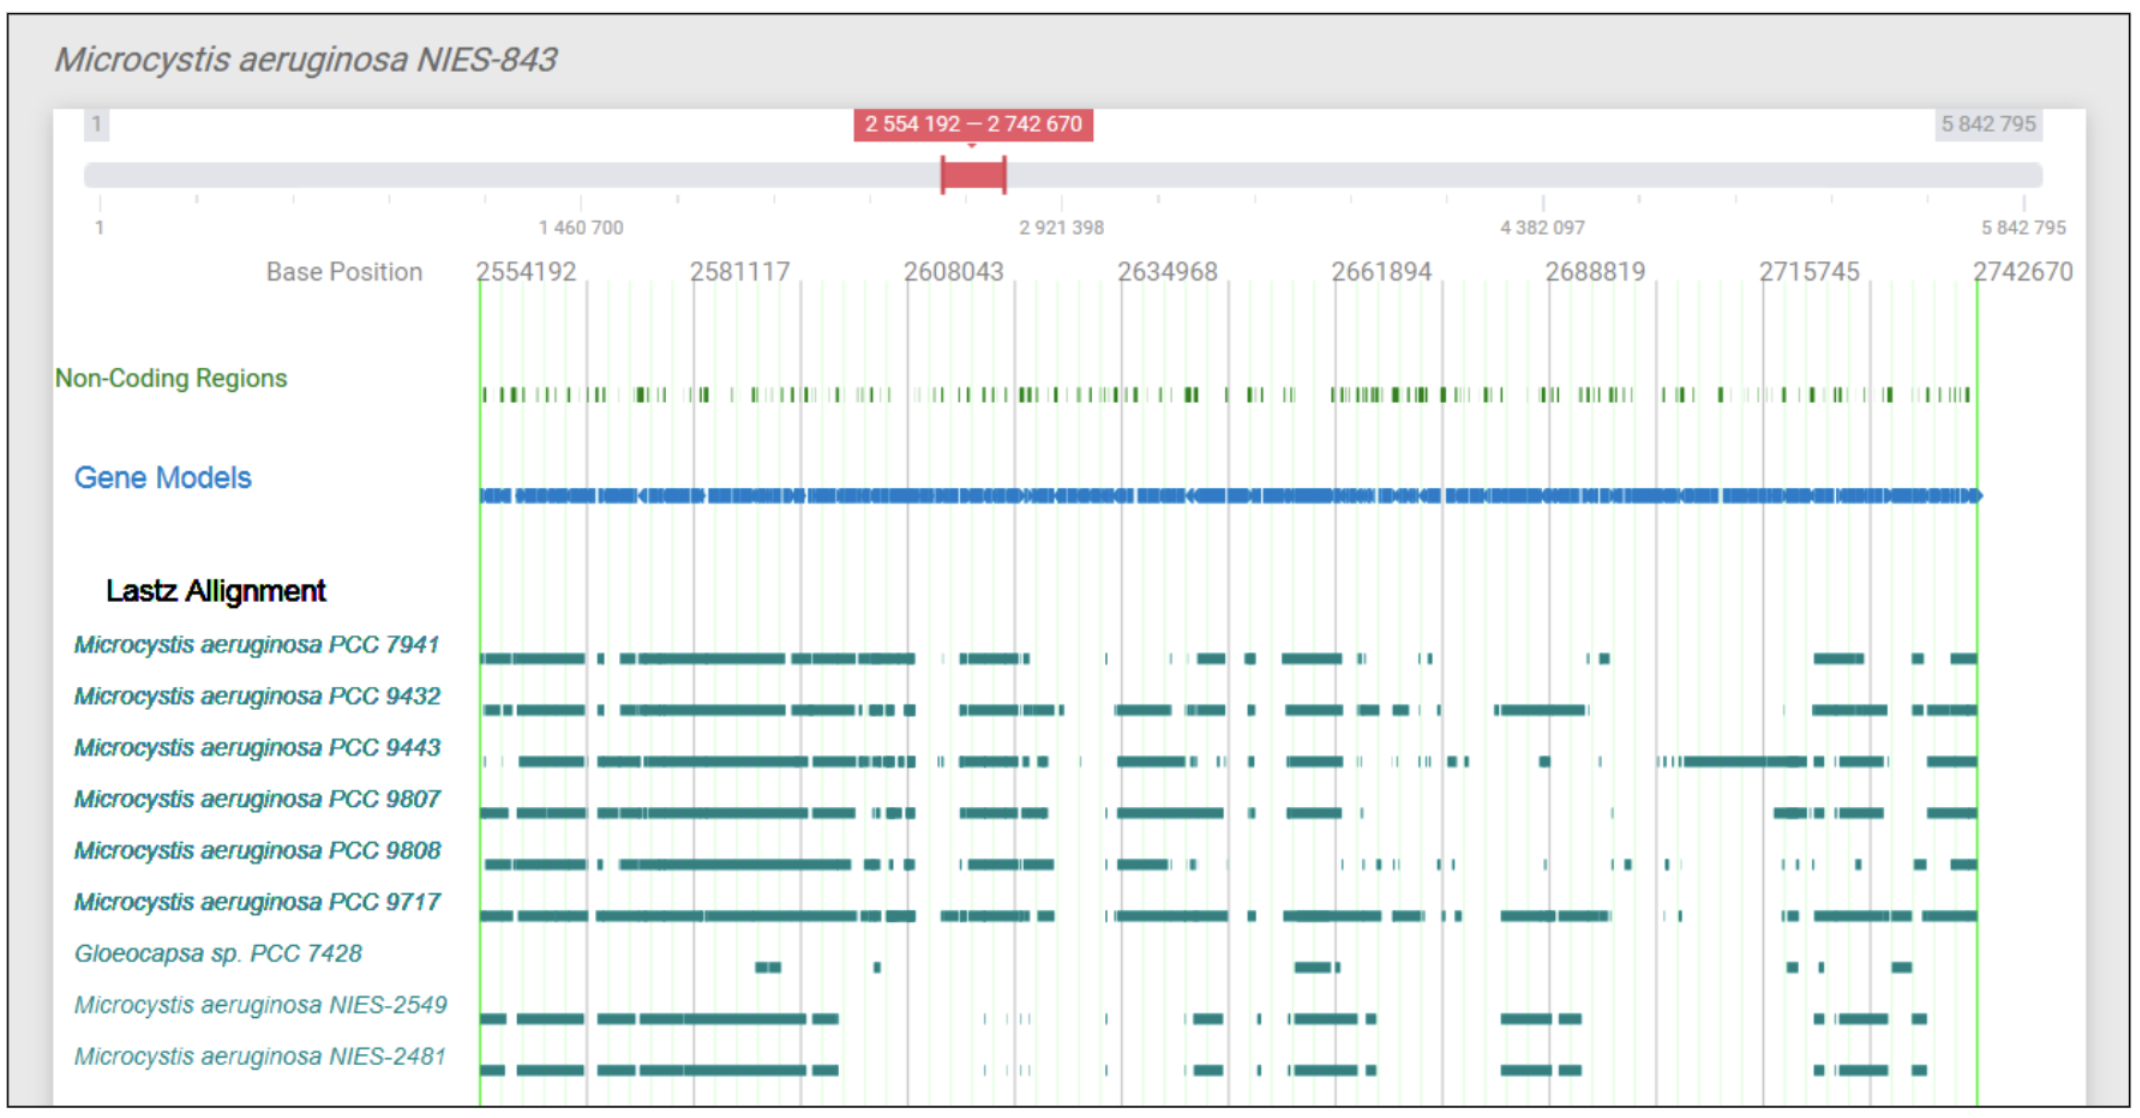 Microcystis aeruginosa NIES-843
1 2 554 192 – 2 742 670 5 842 795
1 1 460 700 2 921 398 4 382 097 5 842 795
Base Position 2554192 2581117 2608043 2634968 2661894 2688819 2715745 2742670
Non-Coding Regions
Gene Models
Lastz Allignment
Microcystis aeruginosa PCC 7941
Microcystis aeruginosa PCC 9432
Microcystis aeruginosa PCC 9443
Microcystis aeruginosa PCC 9807
Microcystis aeruginosa PCC 9808
Microcystis aeruginosa PCC 9717
Gloeocapsa sp. PCC 7428
Microcystis aeruginosa NIES-2549
Microcystis aeruginosa NIES-2481